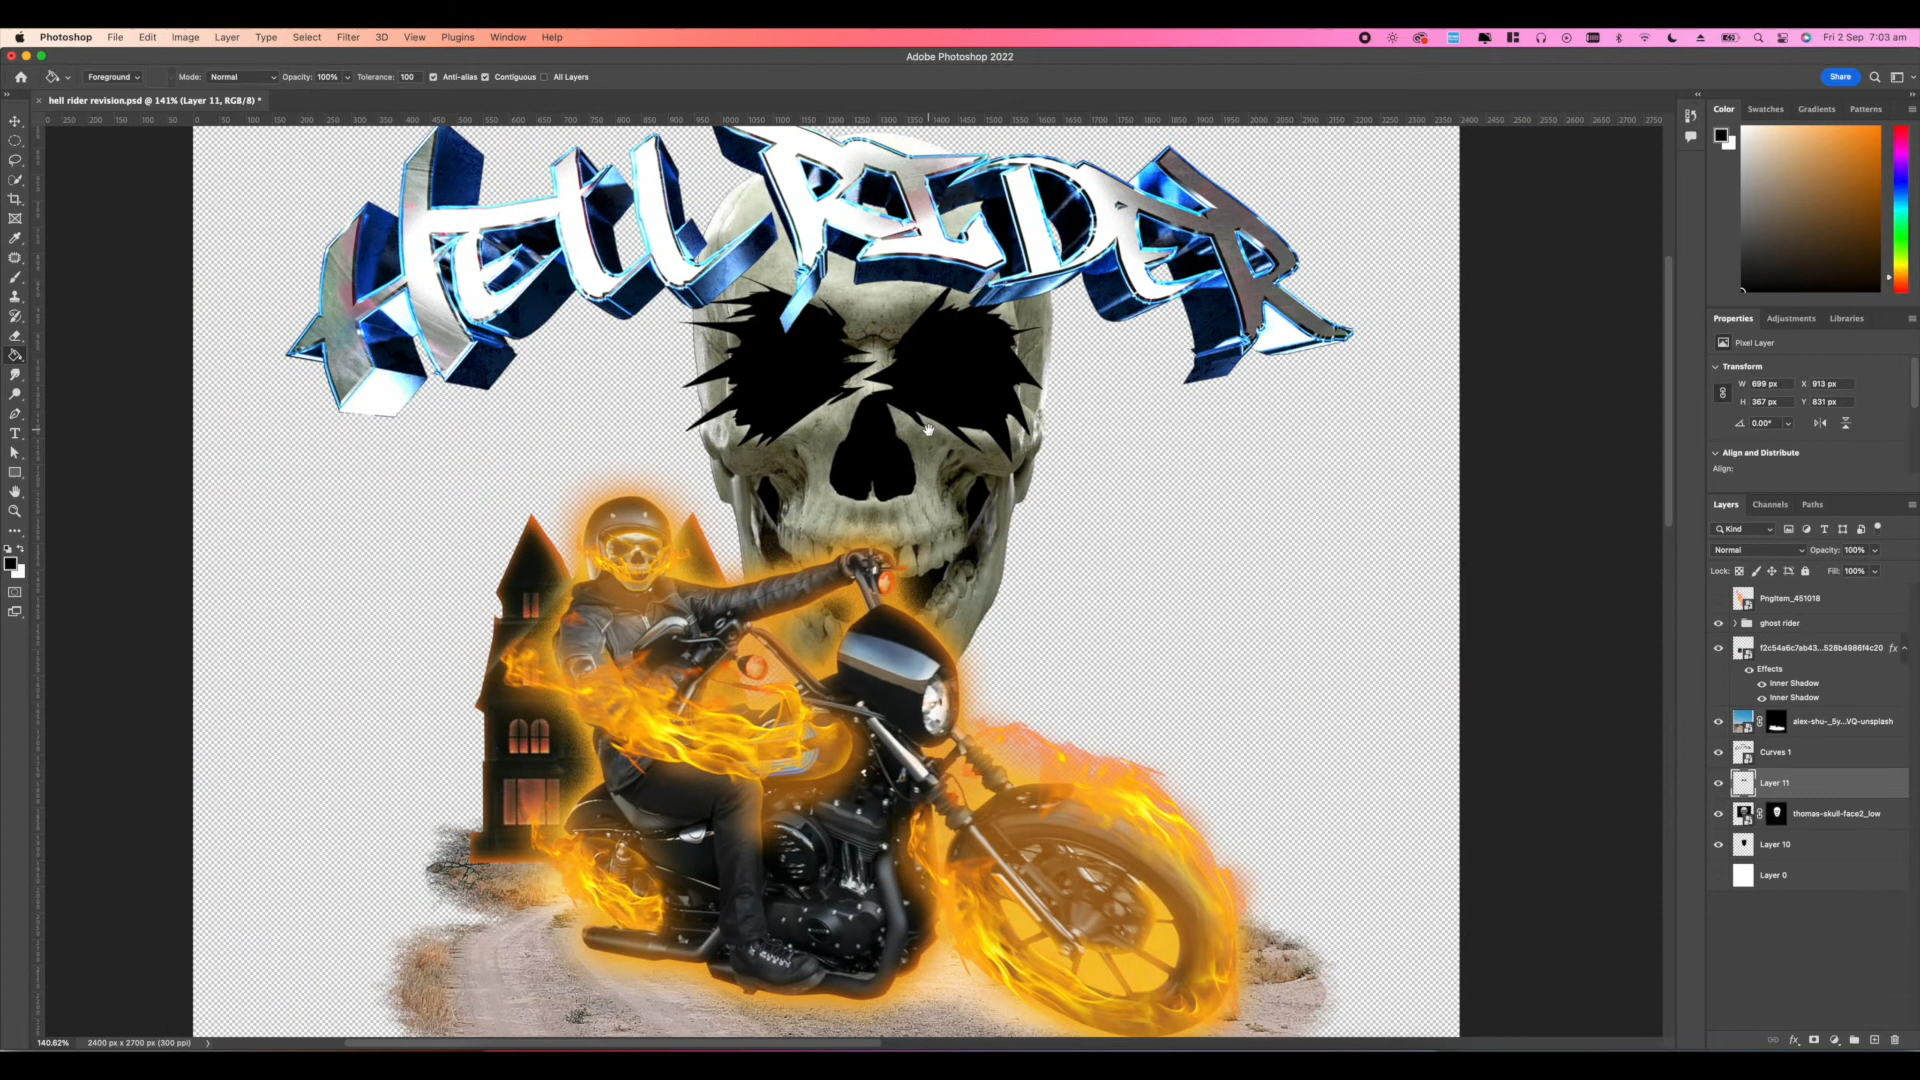 Photoshop File Edit Image Layer Type Select Filter 3D View Plugins Window Help Fri 2 Sep 7:03 am
Adobe Photoshop 2022
Foreground Mode: Normal Opacity: 100% Tolerance: 100 Anti-alias Contiguous All Layers Share
hell rider revision.psd @ 141% (Layer 11, RGB/8) *
Color Swatches Gradients Patterns
HELL RIDER
Properties Adjustments Libraries
Pixel Layer
Transform
W 699 px X 913 px
H 367 px Y 831 px
0.00°
Align and Distribute
Align:
Layers Channels Paths
Kind
Normal Opacity: 100%
Lock: Fill: 100%
PngItem_451018
ghost rider
f2c54a6c7ab43...528b4986f4c20 fx
Effects
Inner Shadow
Inner Shadow
alex-shu-_5y...VQ-unsplash
Curves 1
Layer 11
thomas-skull-face2_low
Layer 10
Layer 0
140.62% 2400 px x 2700 px (300 ppi)